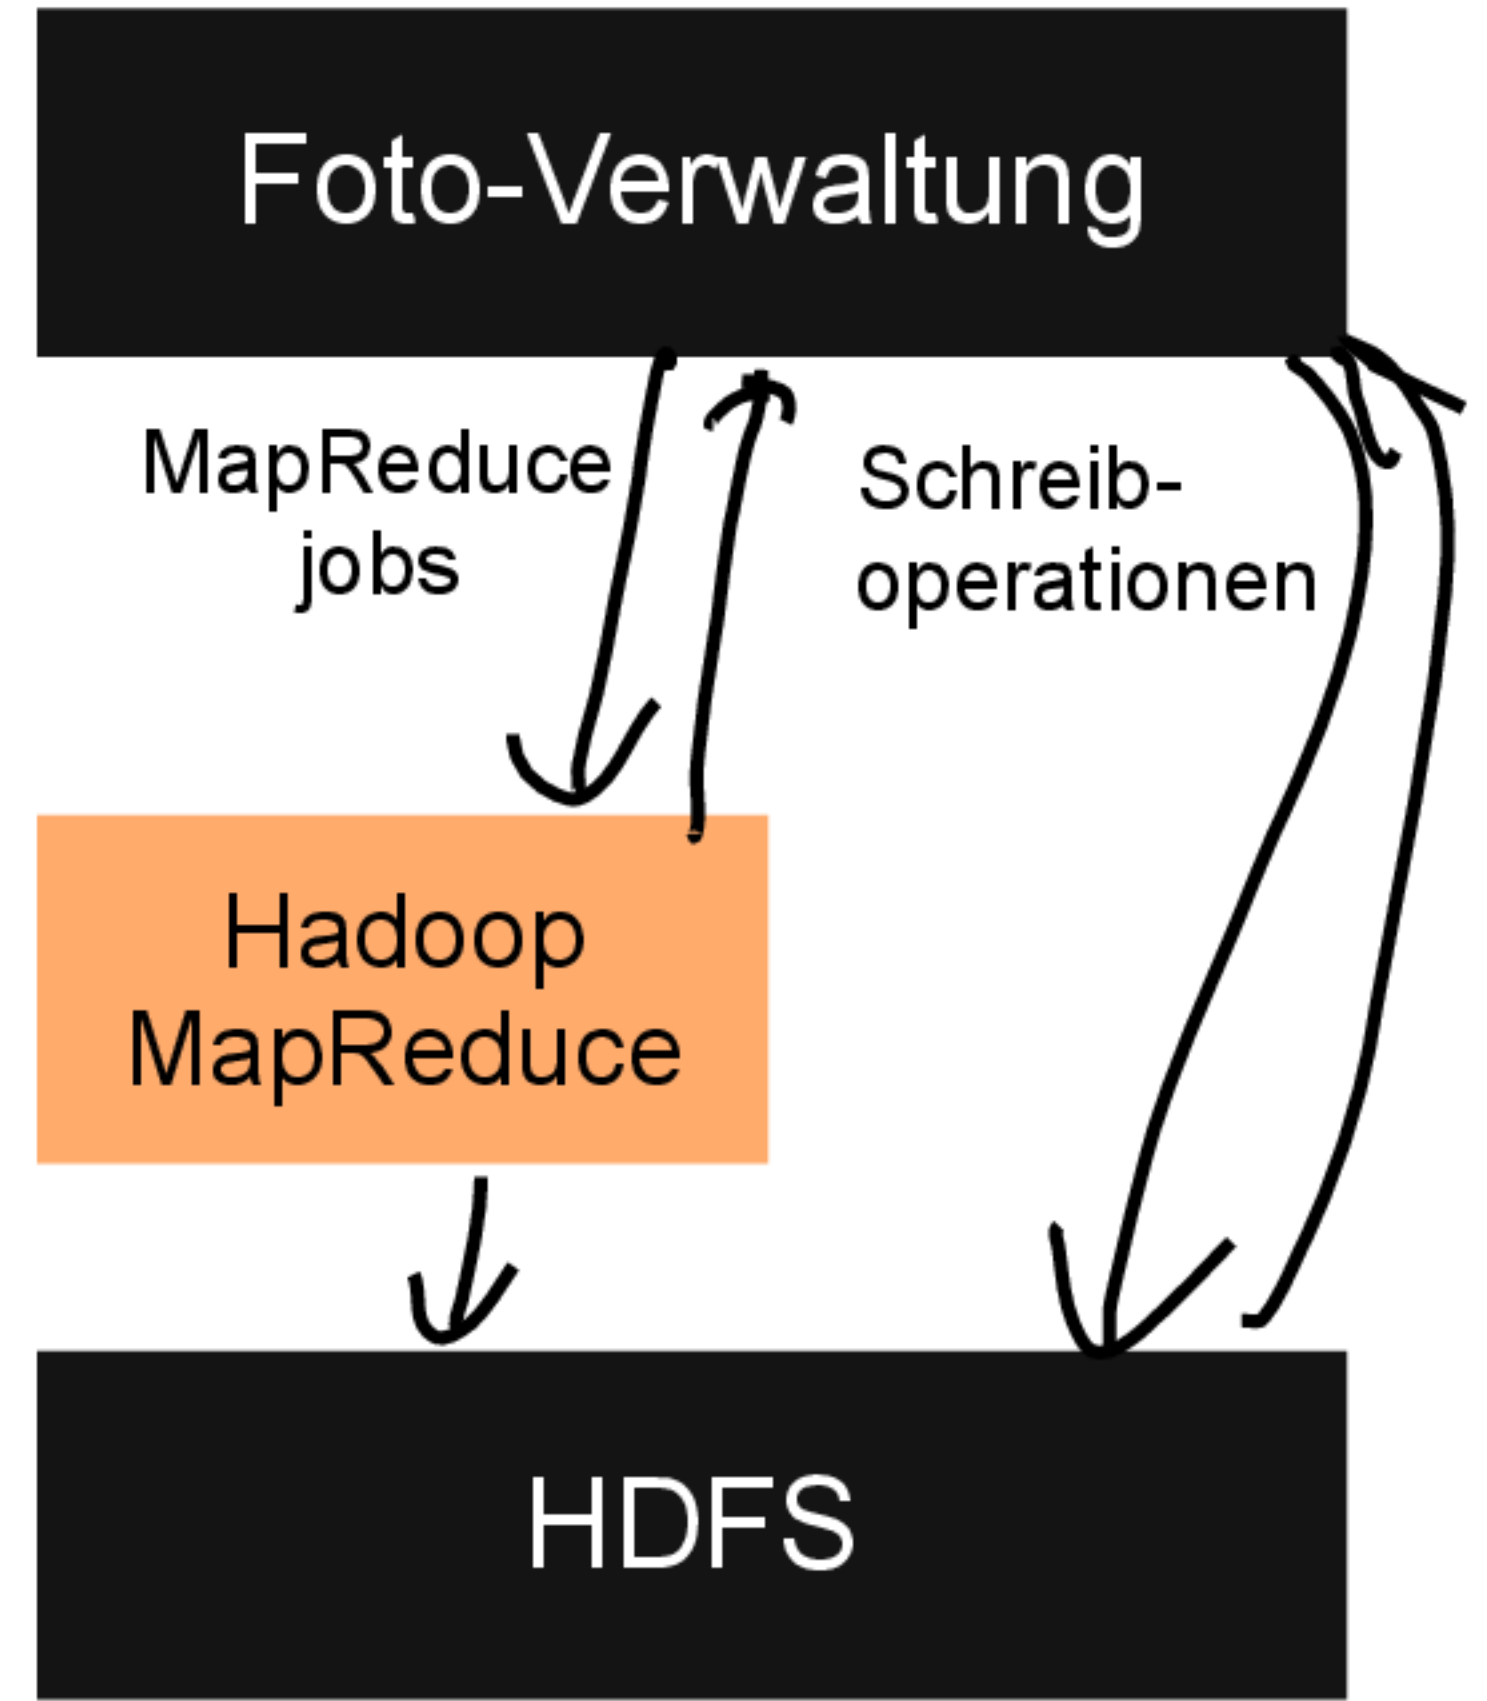 Foto-Verwaltung
MapReduce
jobs
Schreib-
operationen
Hadoop
MapReduce
HDFS